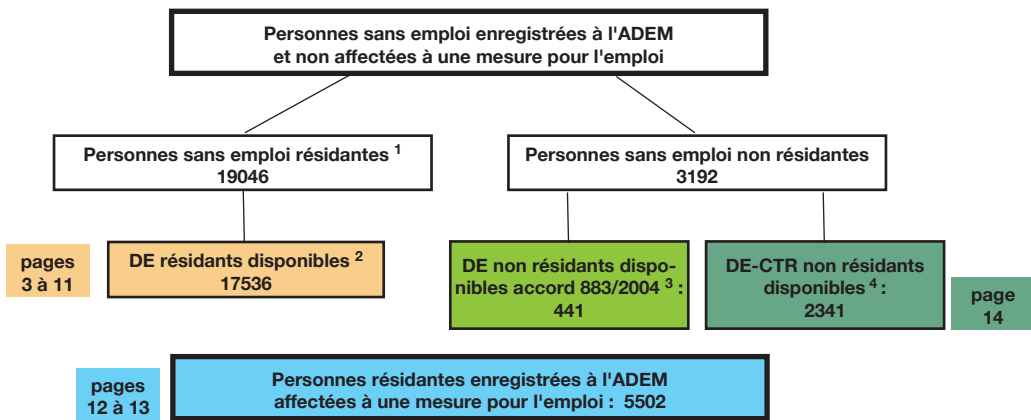 Personnes sans emploi enregistrées à l'ADEM
et non affectées à une mesure pour l'emploi
Personnes sans emploi résidantes 1
19046
Personnes sans emploi non résidantes
3192
pages
3 à 11
DE résidants disponibles 2
17536
DE non résidants dispo-
nibles accord 883/2004 3 :
441
DE-CTR non résidants
disponibles 4 :
2341
page
14
pages
12 à 13
Personnes résidantes enregistrées à l'ADEM
affectées à une mesure pour l'emploi : 5502